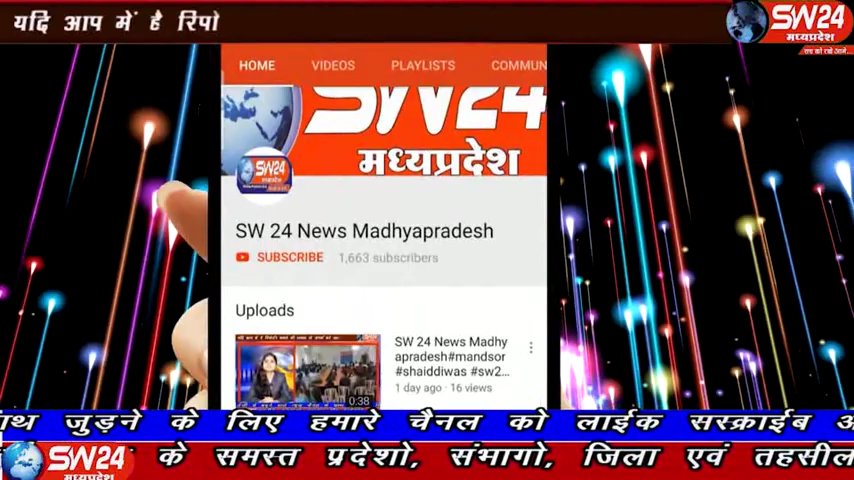 यदि आप में है रिपो
SW24
मध्यप्रदेश
HOME VIDEOS PLAYLISTS COMMUN
SW24
मध्यप्रदेश
SW24
SW 24 News Madhyapradesh
SUBSCRIBE 1,663 subscribers
Uploads
SW 24 News Madhy
apradesh#mandsor
#shaiddiwas #sw2...
1 day ago · 16 views
0:38
ाथ जुड़ने के लिए हमारे चैनल को लाईक सस्क्राईब अ
SW24
मध्यप्रदेश
के समस्त प्रदेशो, संभागो, जिला एवं तहसील